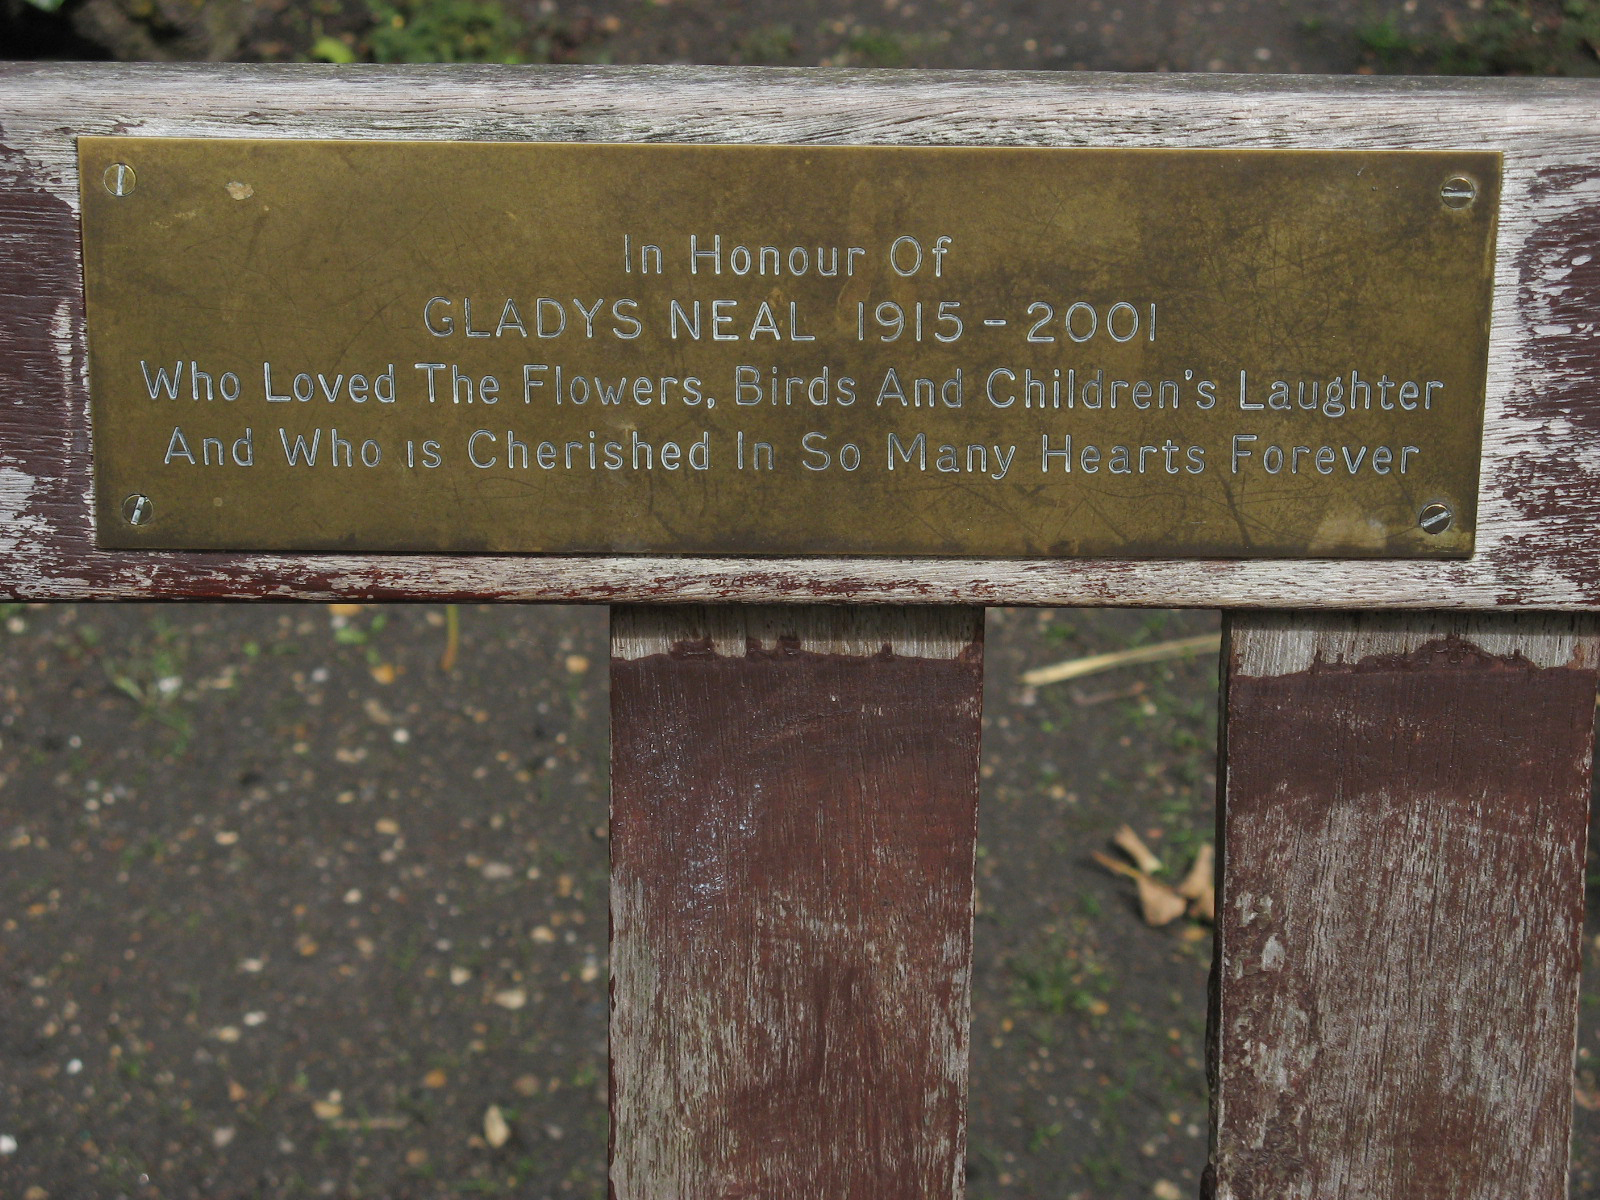 In Honour Of
GLADYS NEAL 1915 - 2001
Who Loved The Flowers, Birds And Children's Laughter
And Who is Cherished In So Many Hearts Forever